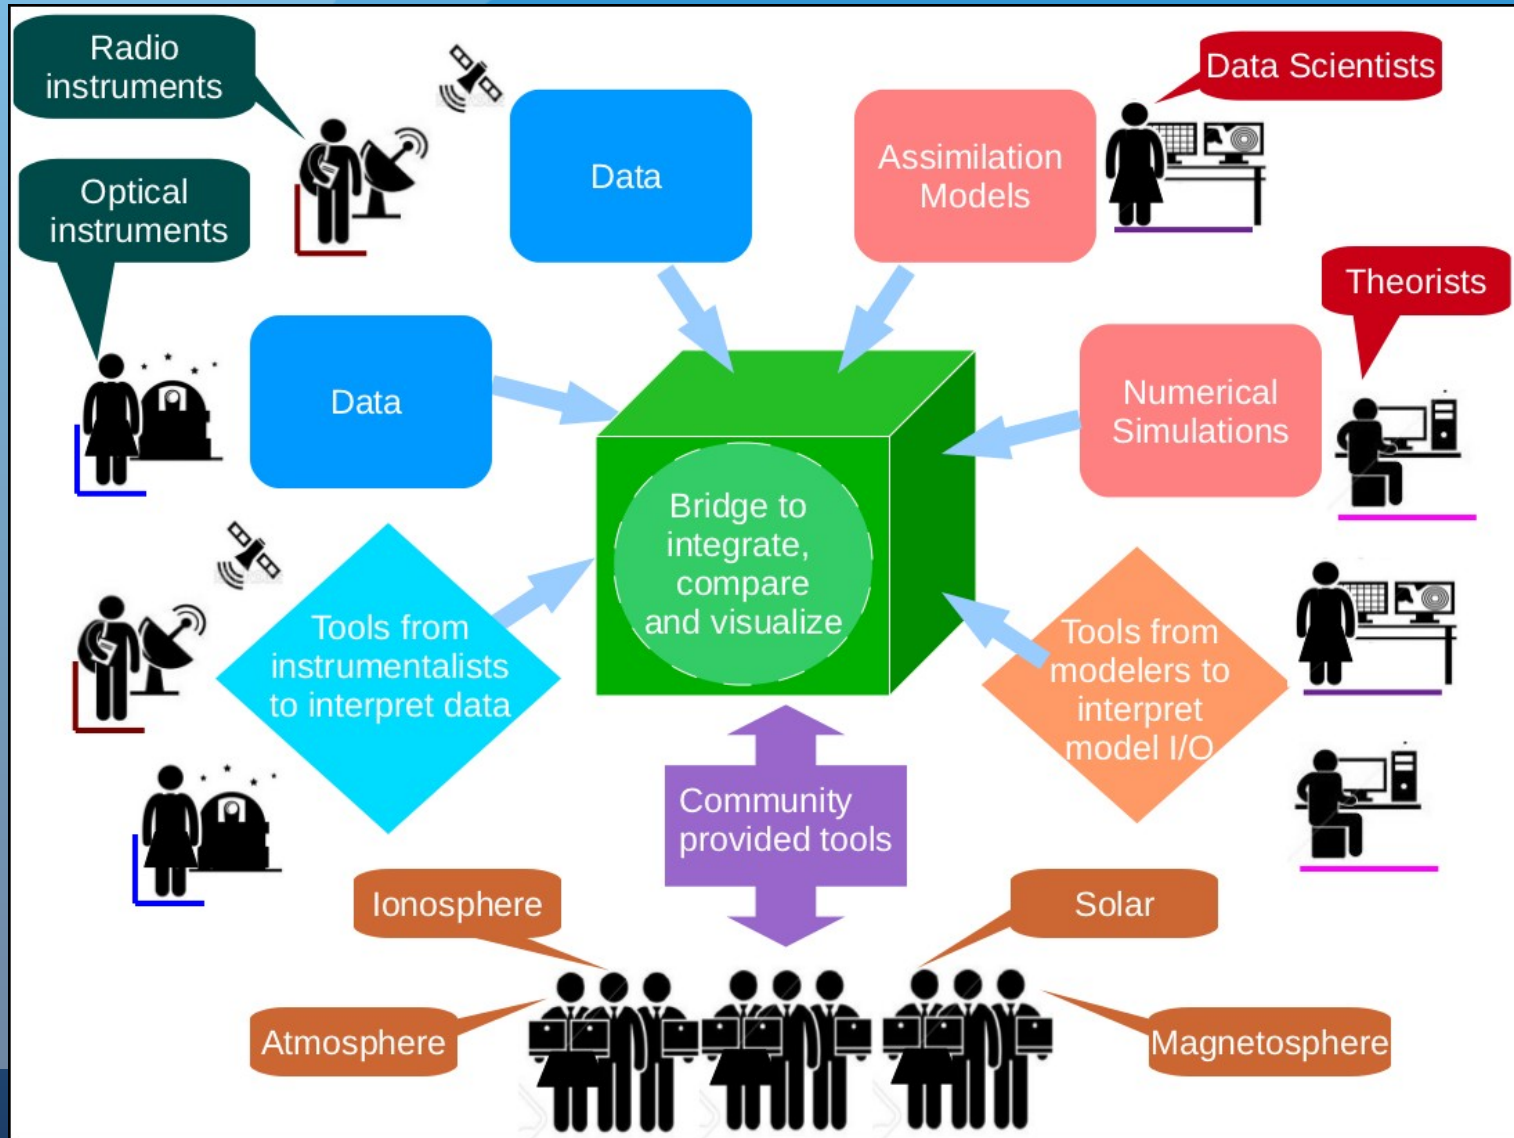 Radio
instruments
Data Scientists
Optical
instruments
Data
Assimilation
Models
Theorists
Data
Numerical
Simulations
Bridge to
integrate,
compare
and visualize
Tools from
instrumentalists
to interpret data
Tools from
modelers to
interpret
model I/O
Community
provided tools
Ionosphere
Solar
Atmosphere
Magnetosphere